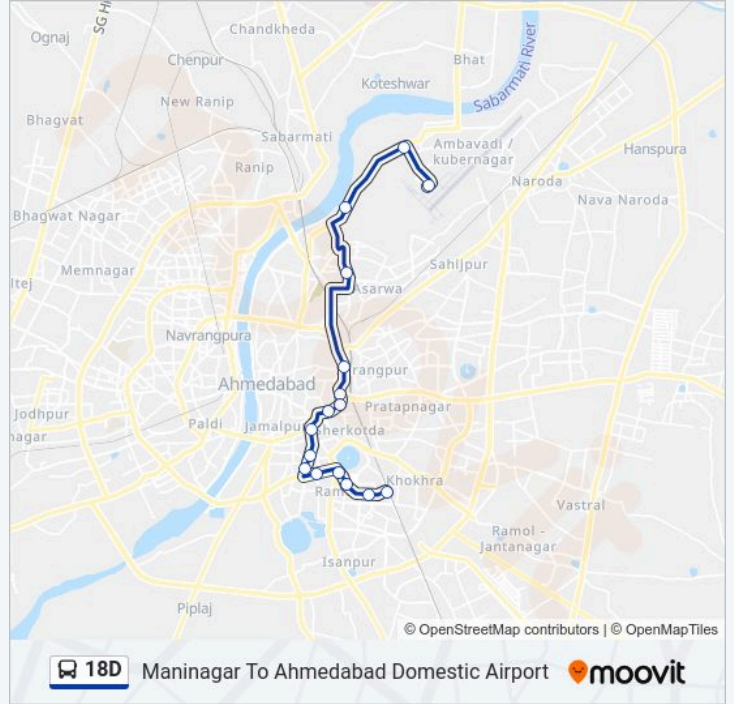 Ognaj
SG H
Chandkheda
Chenpur
Bhat
Koteshwar
Sabarmati River
New Ranip
Bhagvat
Sabarmati
Ambavadi /
kubernagar
Hanspura
Ranip
Naroda
Nava Naroda
Bhagwat Nagar
Memnagar
Sahijpur
ltej
Asarwa
Navrangpura
rangpur
Ahmedabad
Jodhpur
Pratapnagar
nagar
Paldi
Jamalpu
herkotda
Khokhra
Ram
Vastral
Ramol -
Jantanagar
Isanpur
Piplaj
© OpenStreetMap contributors | © OpenMapTiles
18D Maninagar To Ahmedabad Domestic Airport moovit